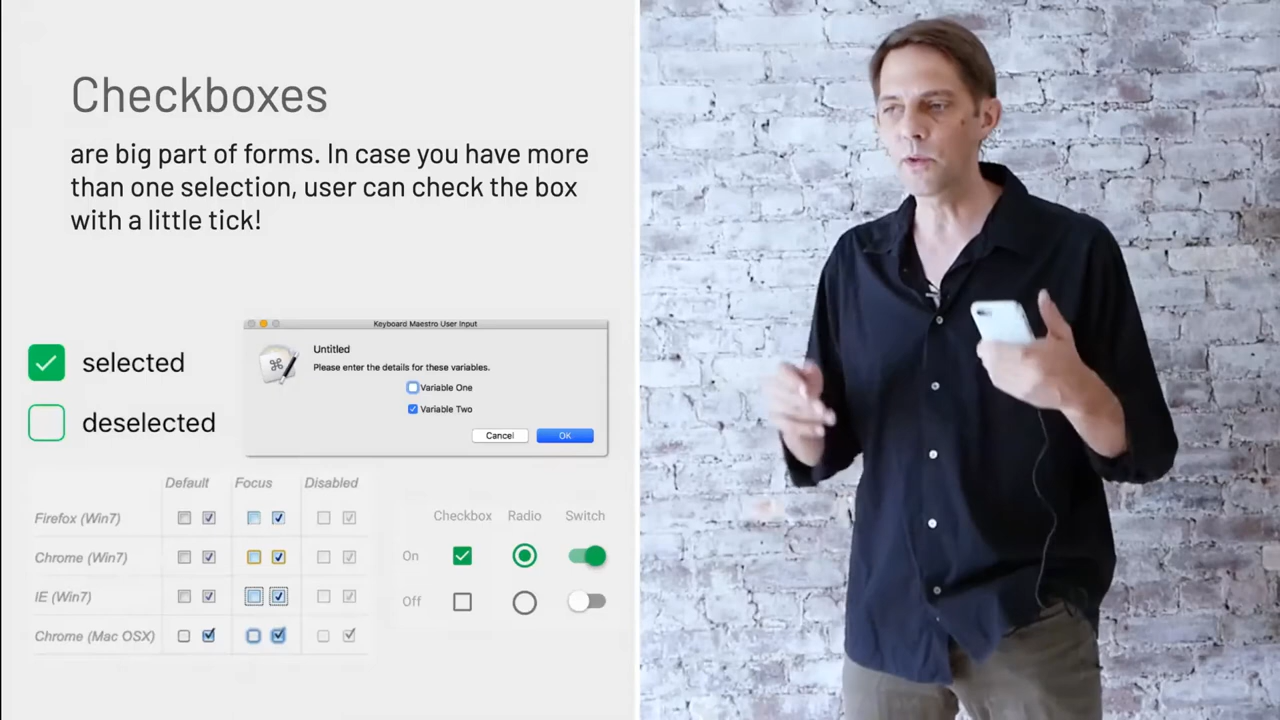 Checkboxes
are big part of forms. In case you have more
than one selection, user can check the box
with a little tick!
selected
deselected
Keyboard Maestro User Input
Untitled
Please enter the details for these variables.
Variable One
Variable Two
Cancel OK
Default Focus Disabled
Firefox (Win7)
Chrome (Win7)
IE (Win7)
Chrome (Mac OSX)
Checkbox Radio Switch
On
Off